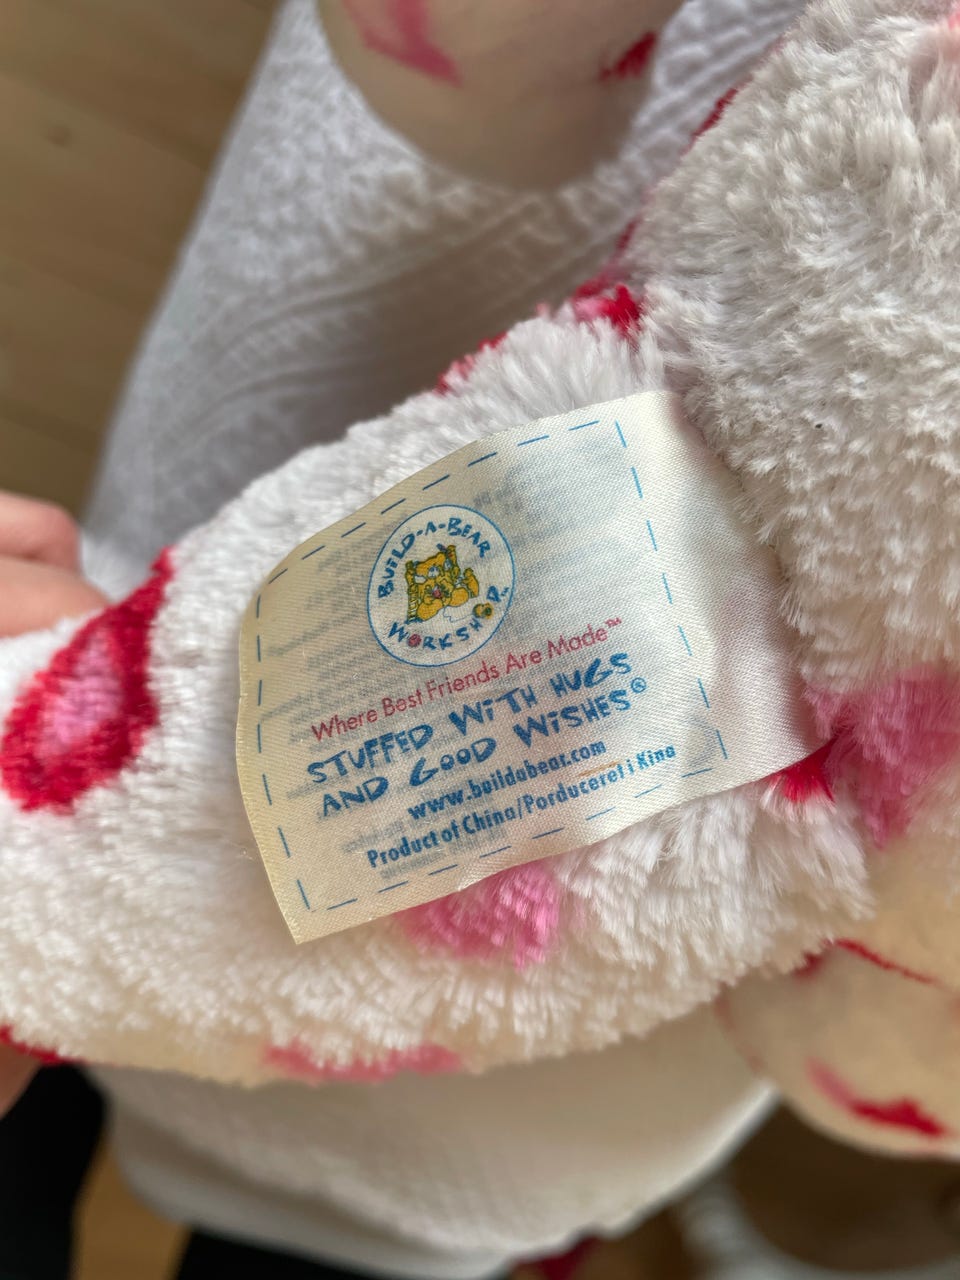 BUILD-A-BEAR
WORKSHOP
Where Best Friends Are Made™
STUFFED WITH HUGS
AND GOOD WISHES®
www.buildabear.com
Product of China/Porduceret i Kina